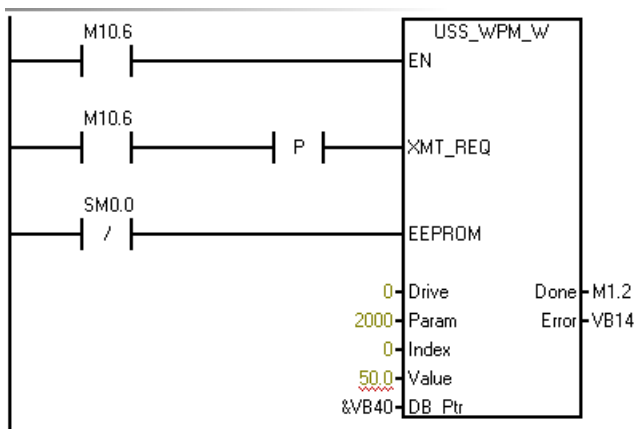 M10.6 USS_WPM_W
EN
M10.6
P XMT_REQ
SM0.0
/ EEPROM
0 Drive Done M1.2
2000 Param Error VB14
0 Index
50.0 Value
&VB40 DB_Ptr